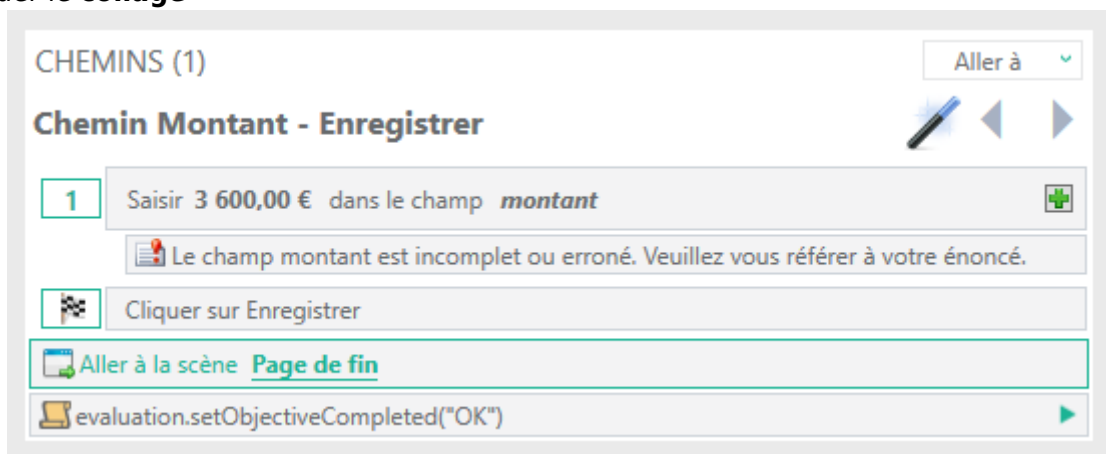 CHEMINS (1)
Aller à
Chemin Montant - Enregistrer
1 Saisir 3 600,00 € dans le champ montant
Le champ montant est incomplet ou erroné. Veuillez vous référer à votre énoncé.
Cliquer sur Enregistrer
Aller à la scène Page de fin
evaluation.setObjectiveCompleted("OK")